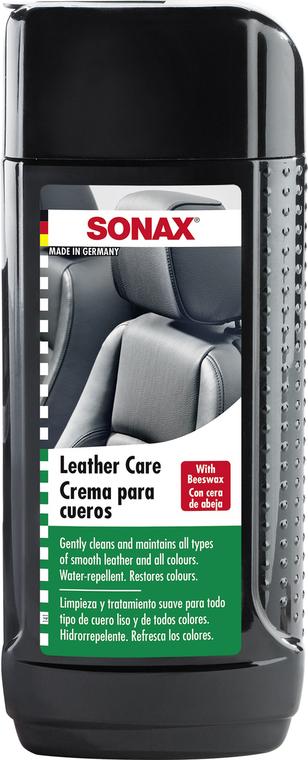 SONAX®
MADE IN GERMANY
Leather Care
Crema para
cueros
With
Beeswax
Con cera
de abeja
Gently cleans and maintains all types
of smooth leather and all colours.
Water-repellent. Restores colours.
Limpieza y tratamiento suave para todo
tipo de cuero liso y de todos colores.
Hidrorrepelente. Refresca los colores.